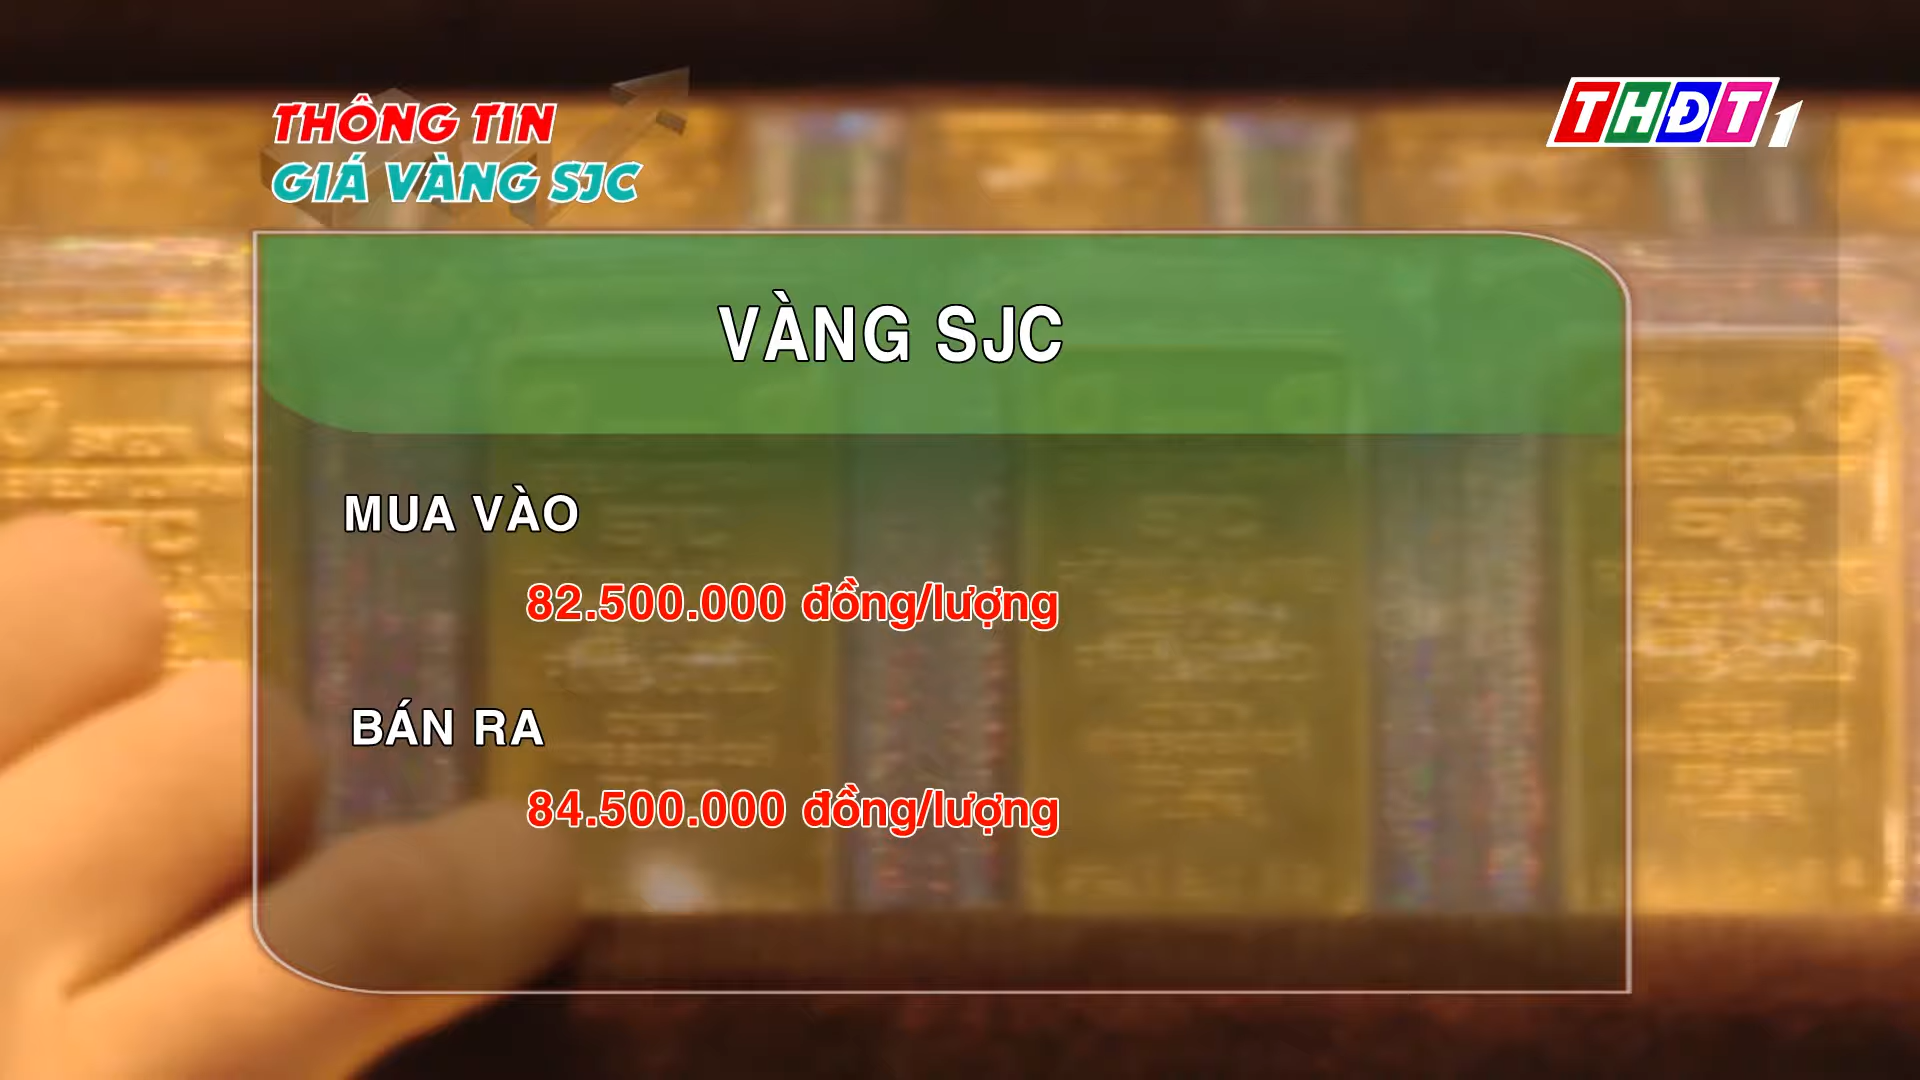 THÔNG TIN
GIÁ VÀNG SJC
THĐT1
VÀNG SJC
MUA VÀO
82.500.000 đồng/lượng
BÁN RA
84.500.000 đồng/lượng